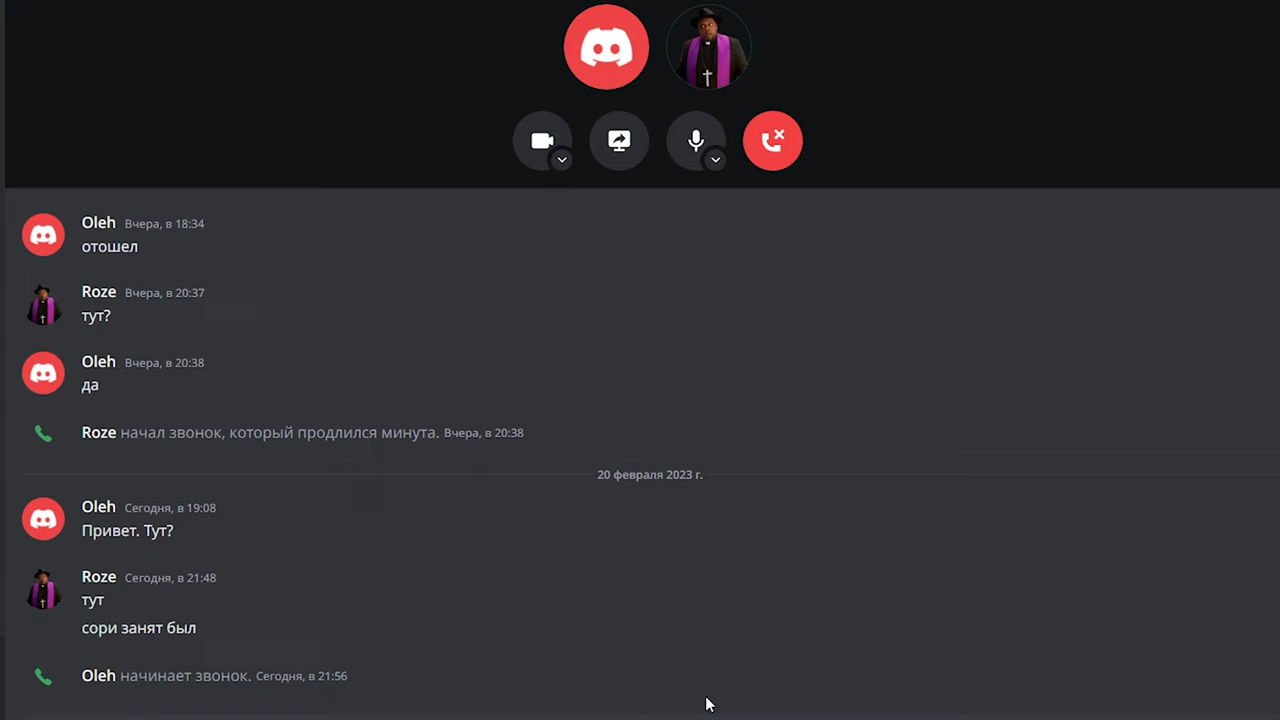 Oleh Вчера, в 18:34
отошел
Roze Вчера, в 20:37
тут?
Oleh Вчера, в 20:38
да
Roze начал звонок, который продлился минута. Вчера, в 20:38
20 февраля 2023 г.
Oleh Сегодня, в 19:08
Привет. Тут?
Roze Сегодня, в 21:48
тут
сори занят был
Oleh начинает звонок. Сегодня, в 21:56